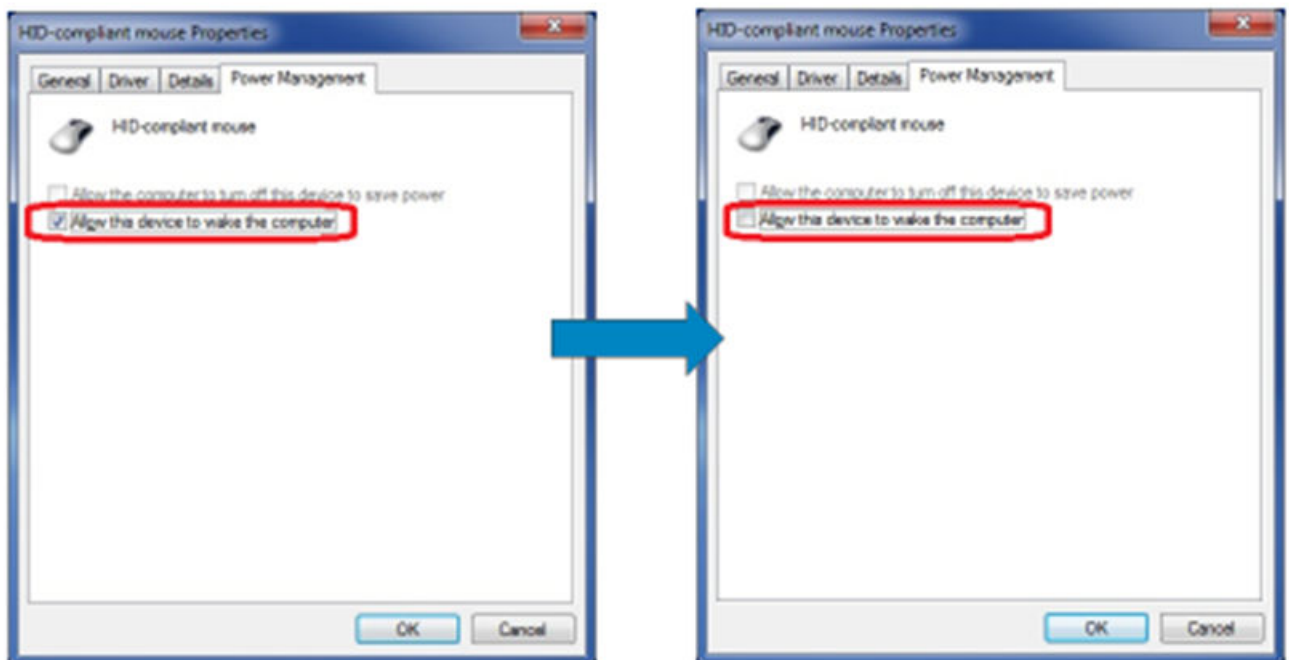 HID-compliant mouse Properties
General Driver Details Power Management
HID-compliant mouse
Allow the computer to turn off this device to save power
Allow this device to wake the computer
OK Cancel
HID-compliant mouse Properties
General Driver Details Power Management
HID-compliant mouse
Allow the computer to turn off this device to save power
Allow this device to wake the computer
OK Cancel